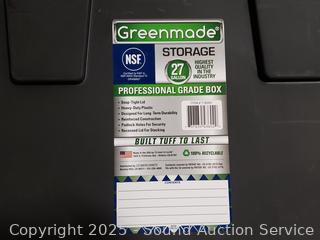 Greenmade®
NSF
STORAGE
27
GALLON
HIGHEST
QUALITY
IN THE
INDUSTRY
PROFESSIONAL GRADE BOX
• Snap-Tight Lid
• Heavy-Duty Plastic
• Designed For Long-Term Durability
• Reinforced Construction
• Padlock Holes For Security
• Recessed Lid For Stacking
BUILT TUFF TO LAST
100% RECYCLABLE
CONTENTS
Copyright 2025 - Sound Auction Service